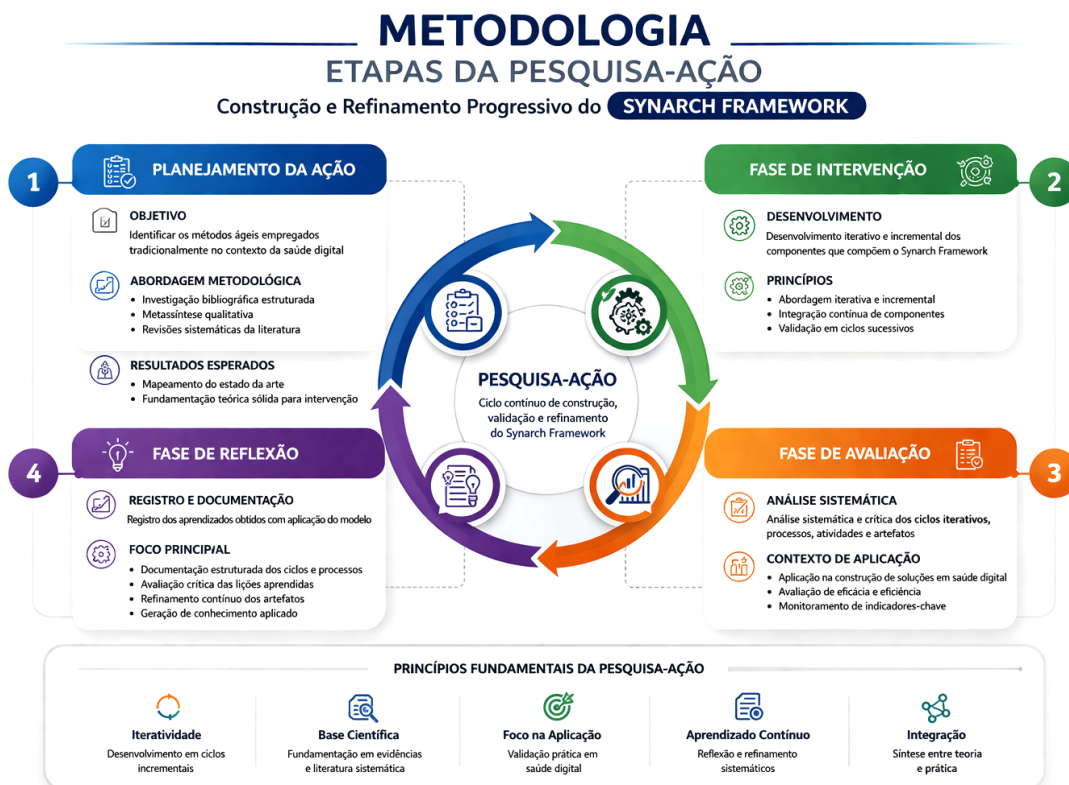 METODOLOGIA
ETAPAS DA PESQUISA-AÇÃO
Construção e Refinamento Progressivo do SYNARCH FRAMEWORK
1
PLANEJAMENTO DA AÇÃO
OBJETIVO
Identificar os métodos ágeis empregados
tradicionalmente no contexto da saúde digital
ABORDAGEM METODOLÓGICA
• Investigação bibliográfica estruturada
• Metassíntese qualitativa
• Revisões sistemáticas da literatura
RESULTADOS ESPERADOS
• Mapeamento do estado da arte
• Fundamentação teórica sólida para intervenção
FASE DE INTERVENÇÃO
2
DESENVOLVIMENTO
Desenvolvimento iterativo e incremental dos
componentes que compõem o Synarch Framework
PRINCÍPIOS
• Abordagem iterativa e incremental
• Integração contínua de componentes
• Validação em ciclos sucessivos
PESQUISA-AÇÃO
Ciclo contínuo de construção,
validação e refinamento
do Synarch Framework
4
FASE DE REFLEXÃO
REGISTRO E DOCUMENTAÇÃO
Registro dos aprendizados obtidos com aplicação do modelo
FOCO PRINCIPAL
• Documentação estruturada dos ciclos e processos
• Avaliação crítica das lições aprendidas
• Refinamento contínuo dos artefatos
• Geração de conhecimento aplicado
FASE DE AVALIAÇÃO
3
ANÁLISE SISTEMÁTICA
Análise sistemática e crítica dos ciclos iterativos,
processos, atividades e artefatos
CONTEXTO DE APLICAÇÃO
• Aplicação na construção de soluções em saúde digital
• Avaliação de eficácia e eficiência
• Monitoramento de indicadores-chave
PRINCÍPIOS FUNDAMENTAIS DA PESQUISA-AÇÃO
Iteratividade
Desenvolvimento em ciclos
incrementais
Base Científica
Fundamentação em evidências
e literatura sistemática
Foco na Aplicação
Validação prática em
saúde digital
Aprendizado Contínuo
Reflexão e refinamento
sistemáticos
Integração
Síntese entre teoria
e prática